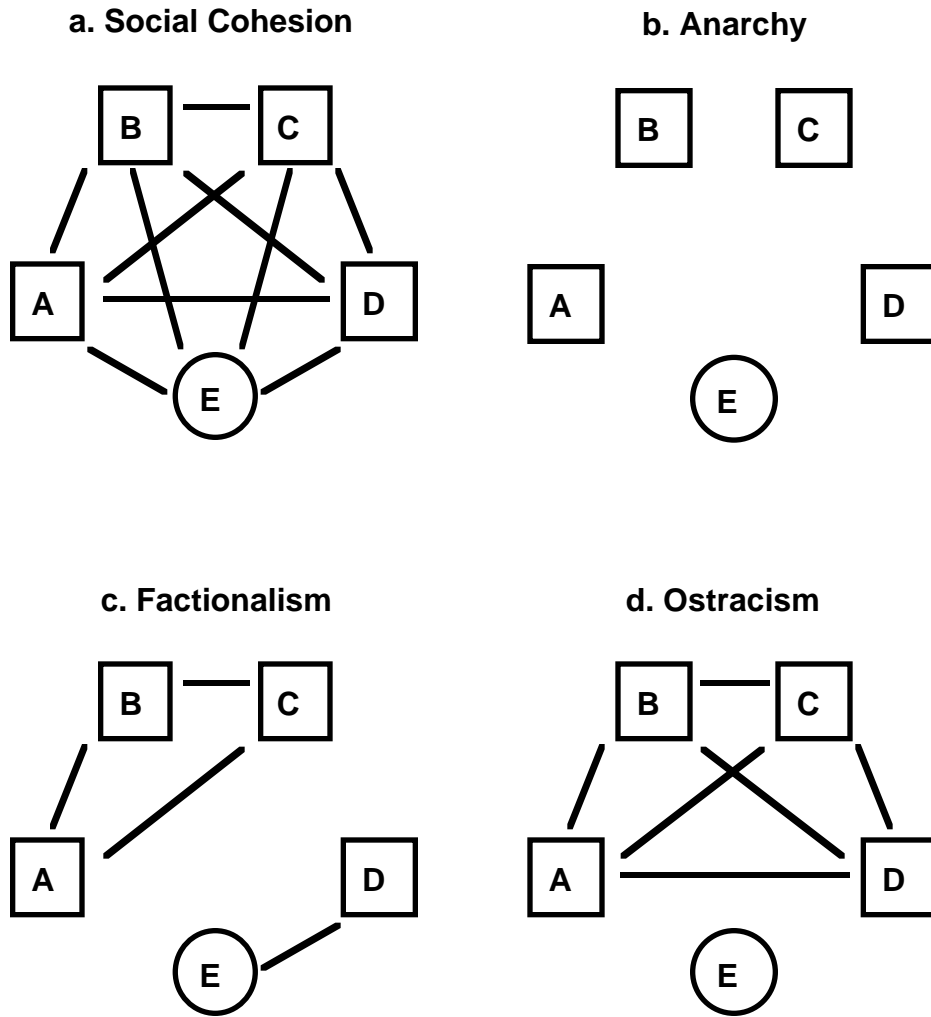 a. Social Cohesion
b. Anarchy
B
C
B
C
A
D
A
D
E
E
c. Factionalism
d. Ostracism
B
C
B
C
A
D
A
D
E
E